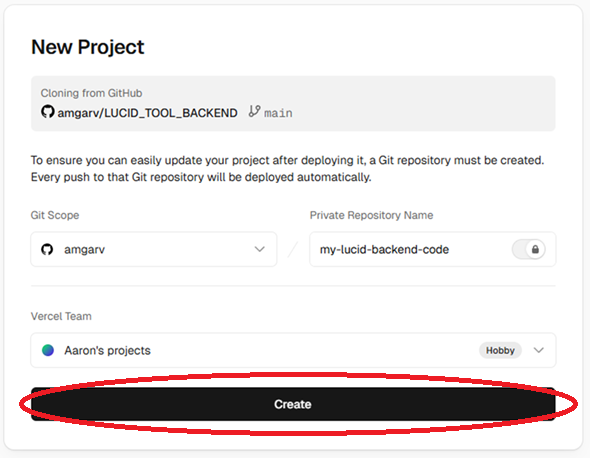 New Project
Cloning from GitHub
amgarv/LUCID_TOOL_BACKEND main
To ensure you can easily update your project after deploying it, a Git repository must be created.
Every push to that Git repository will be deployed automatically.
Git Scope Private Repository Name
amgarv / my-lucid-backend-code
Vercel Team
Aaron's projects Hobby
Create